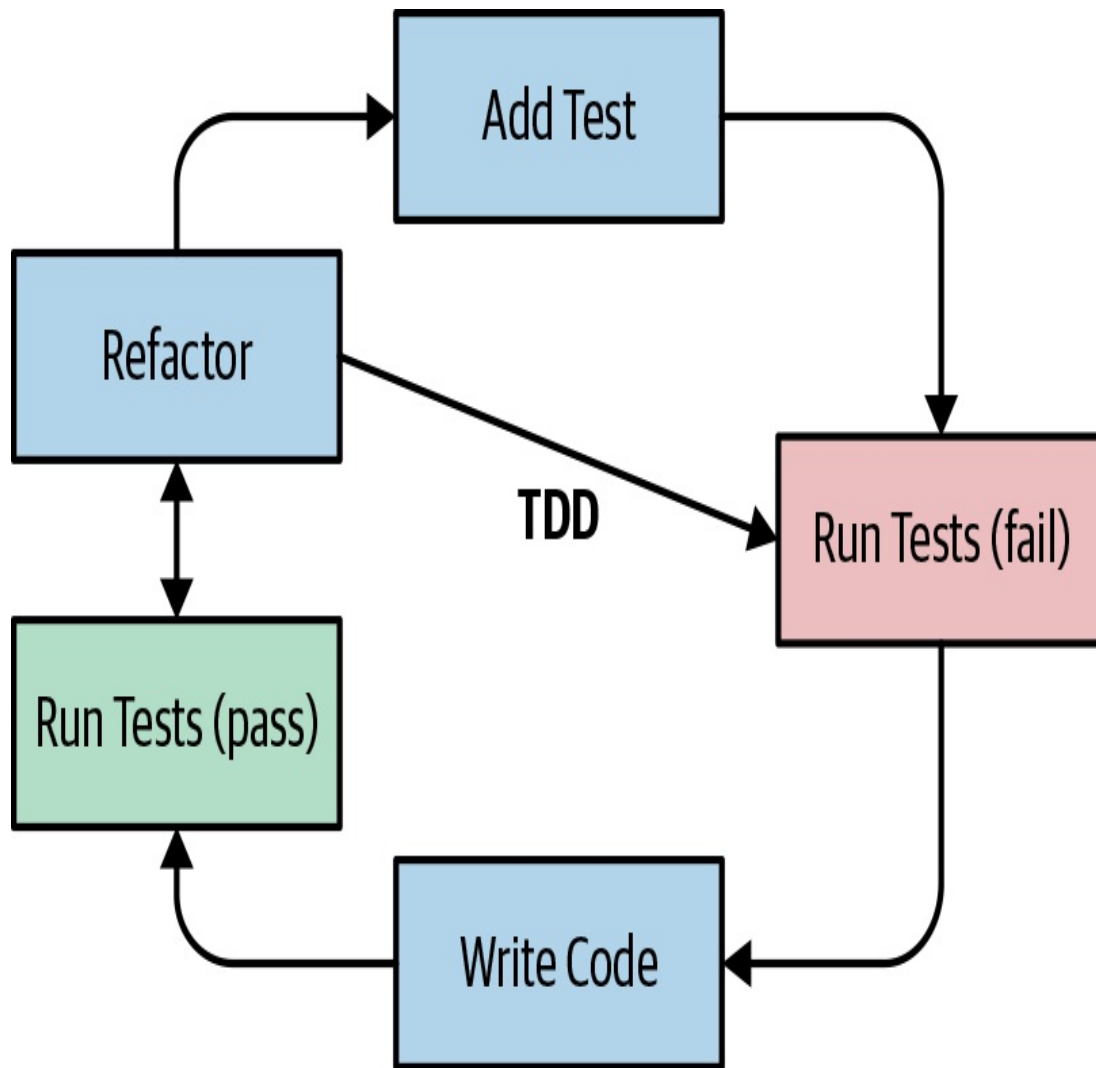 Add Test
Refactor
TDD
Run Tests (fail)
Run Tests (pass)
Write Code